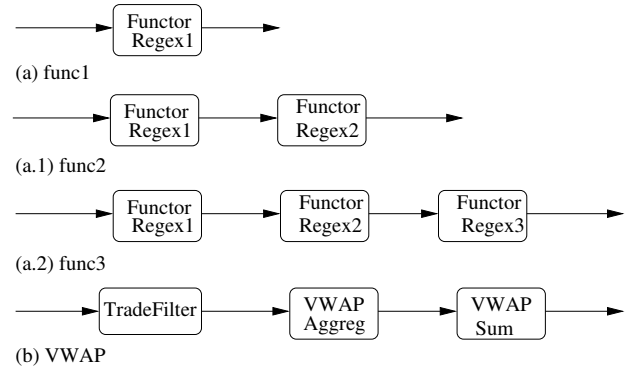 Functor
Regex1
(a) func1
Functor
Regex1
Functor
Regex2
(a.1) func2
Functor
Regex1
Functor
Regex2
Functor
Regex3
(a.2) func3
TradeFilter
VWAP
Aggreg
VWAP
Sum
(b) VWAP